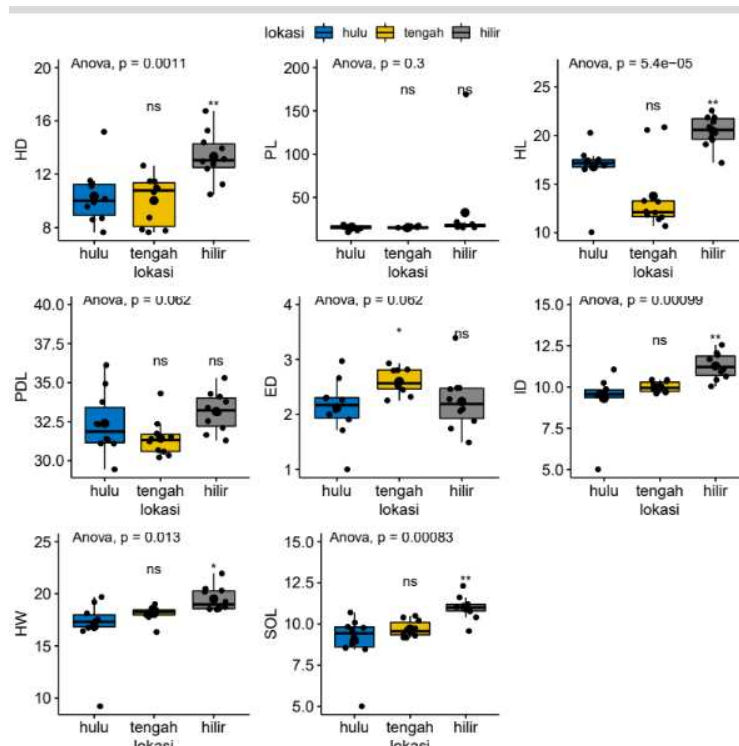 lokasi hulu tengah hilir
Anova, p = 0.0011
ns
**
HD
20
16
12
8
hulu tengah hilir
lokasi
Anova, p = 0.3
ns
ns
PL
200
150
100
50
hulu tengah hilir
lokasi
Anova, p = 5.4e-05
ns
**
HL
25
20
15
10
hulu tengah hilir
lokasi
Anova, p = 0.062
ns
ns
PDL
40.0
37.5
35.0
32.5
30.0
hulu tengah hilir
lokasi
Anova, p = 0.062
*
ns
ED
4
3
2
1
hulu tengah hilir
lokasi
Anova, p = 0.00099
ns
**
ID
15.0
12.5
10.0
7.5
5.0
hulu tengah hilir
lokasi
Anova, p = 0.013
ns
*
HW
25
20
15
10
hulu tengah hilir
lokasi
Anova, p = 0.00083
ns
**
SOL
15.0
12.5
10.0
7.5
5.0
hulu tengah hilir
lokasi